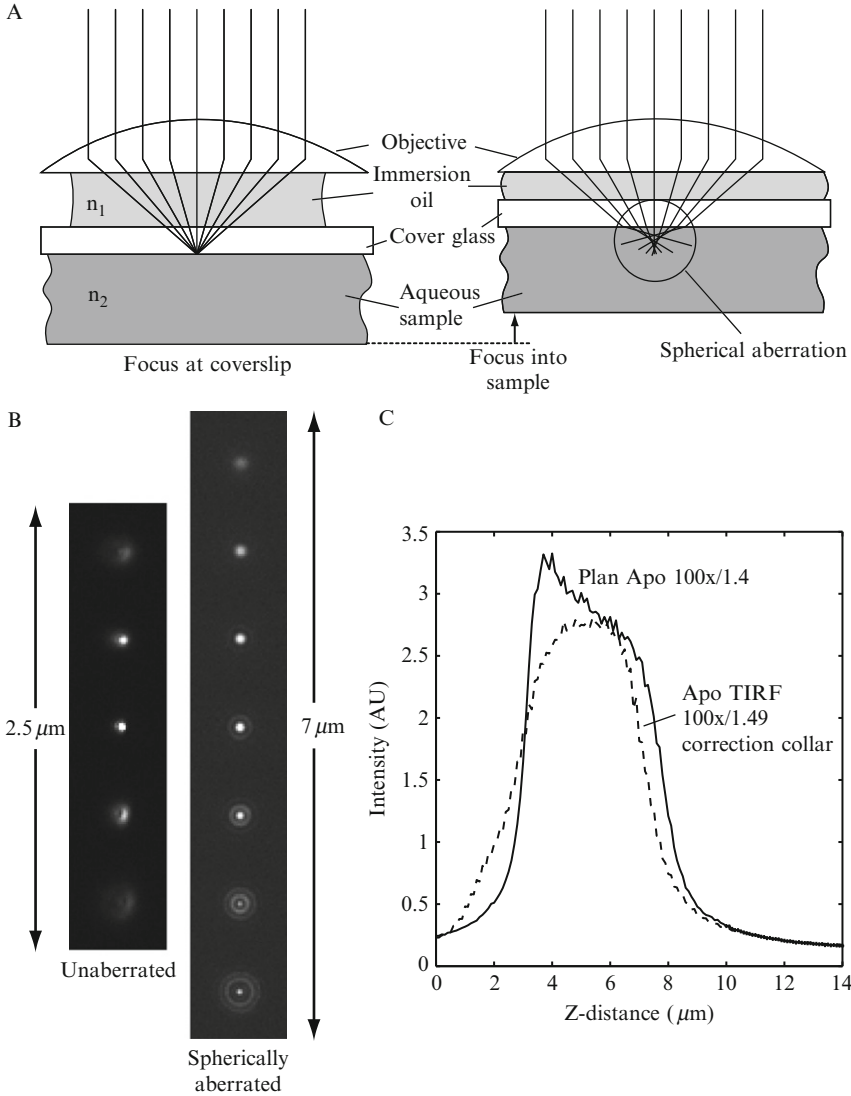 A
Objective
Immersion
oil
n1
Cover glass
n2
Aqueous
sample
Focus at coverslip
Focus into
sample
Spherical aberration
B
2.5 μm
Unaberrated
7 μm
Spherically
aberrated
C
3.5
3
2.5
2
1.5
1
0.5
0
Intensity (AU)
Plan Apo 100x/1.4
Apo TIRF
100x/1.49
correction collar
0 2 4 6 8 10 12 14
Z-distance (μm)